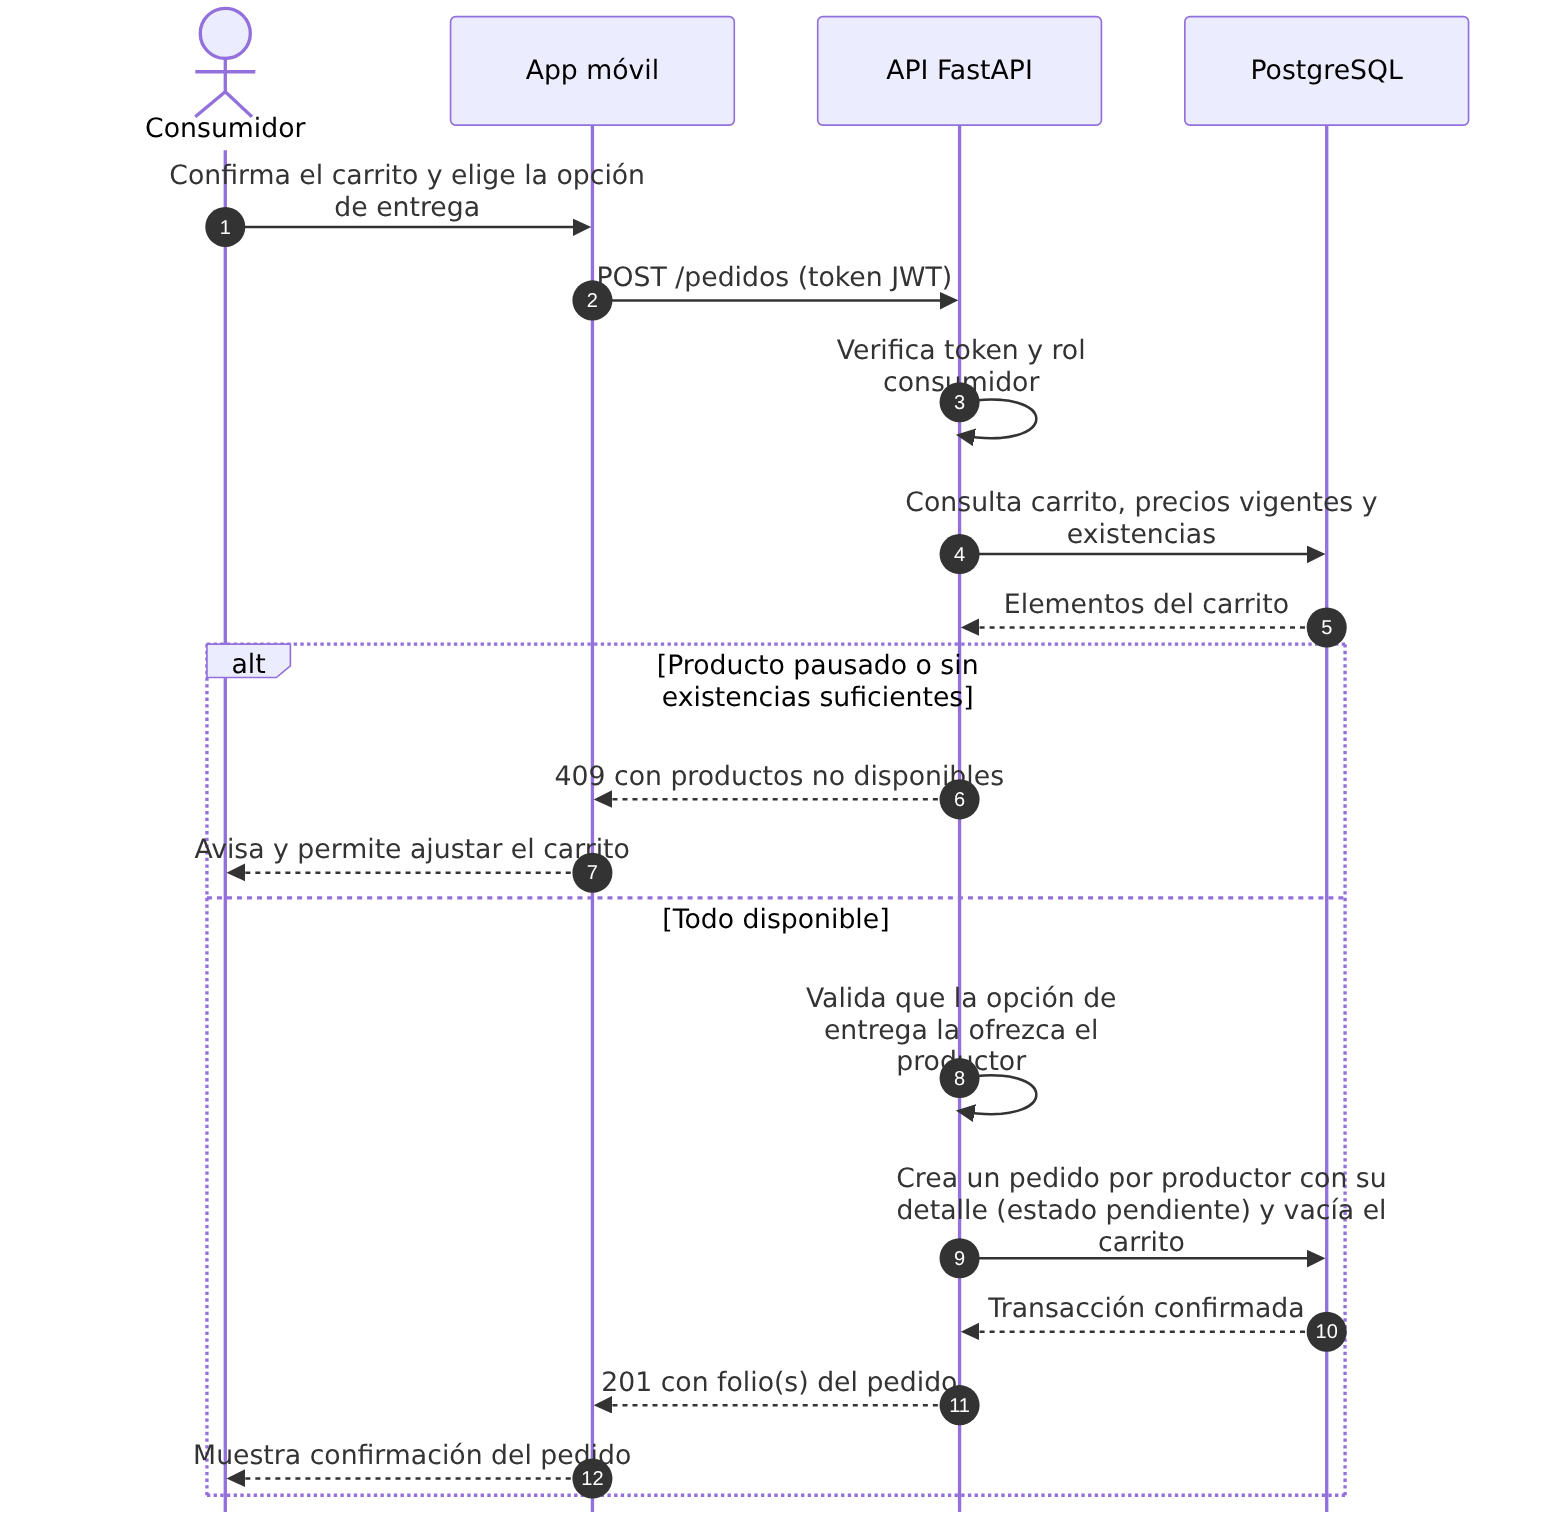 Consumidor
App móvil
API FastAPI
PostgreSQL
Confirma el carrito y elige la opción
de entrega
1
POST /pedidos (token JWT)
2
Verifica token y rol
consumidor
3
Consulta carrito, precios vigentes y
existencias
4
Elementos del carrito
5
alt
[Producto pausado o sin
existencias suficientes]
409 con productos no disponibles
6
Avisa y permite ajustar el carrito
7
[Todo disponible]
Valida que la opción de
entrega la ofrezca el
productor
8
Crea un pedido por productor con su
detalle (estado pendiente) y vacía el
carrito
9
Transacción confirmada
10
201 con folio(s) del pedido
11
Muestra confirmación del pedido
12